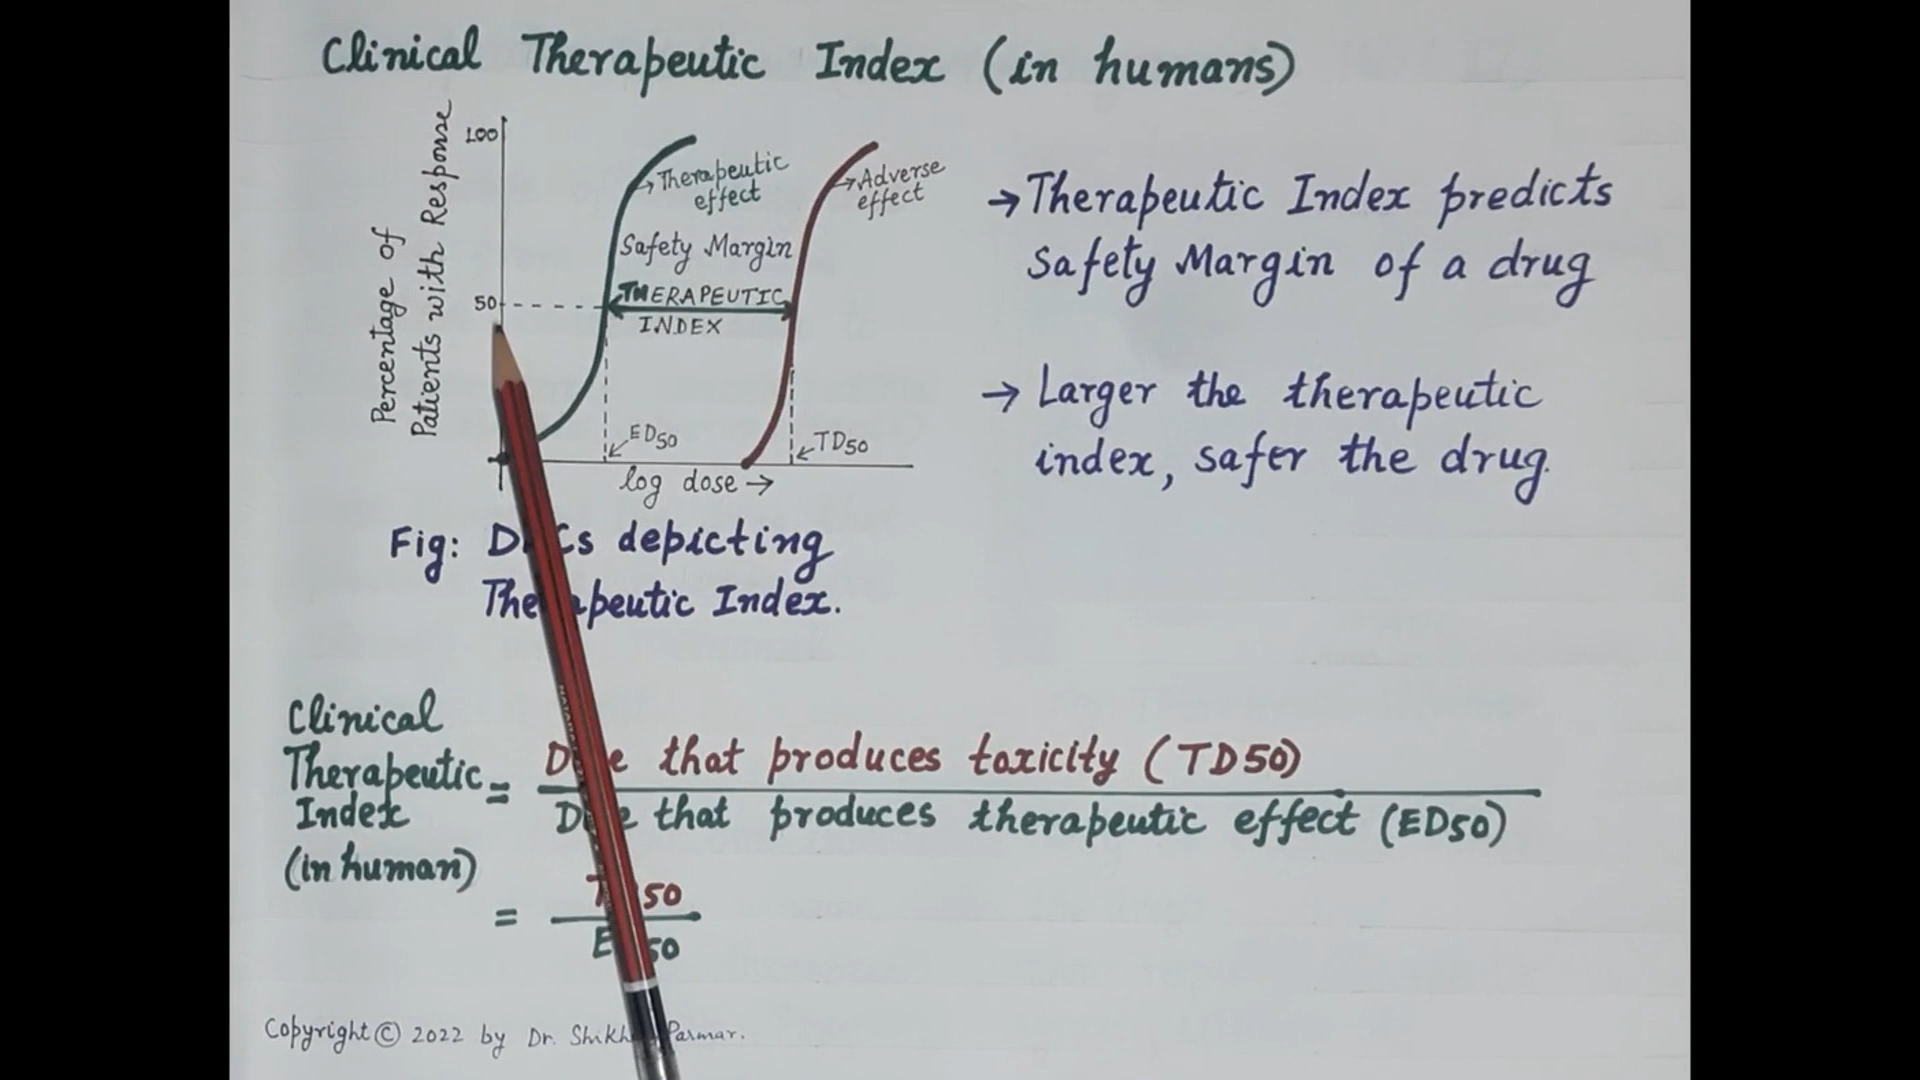 Clinical Therapeutic Index (in humans)
Percentage of
Patients with Response
100
50
→Therapeutic
effect
→Adverse
effect
Safety Margin
THERAPEUTIC
INDEX
ED50
TD50
log dose →
Fig: depicting
Index.
→ Therapeutic Index predicts
Safety Margin of a drug
→ Larger the therapeutic
index, safer the drug.
Clinical
Therapeutic
Index
(in human)
= that produces toxicity (TD50)
that produces therapeutic effect (ED50)
=
Copyright © 2022 by Dr. Parmar.